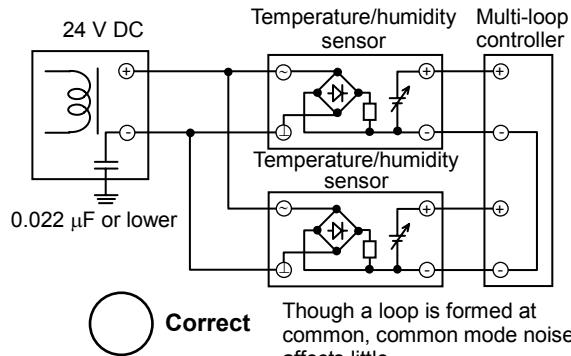 24 V DC
Temperature/humidity
sensor
Multi-loop
controller
+
-
~
+
-
+
-
0.022 µF or lower
Temperature/humidity
sensor
~
+
-
+
-
Correct
Though a loop is formed at
common, common mode noise
affects little